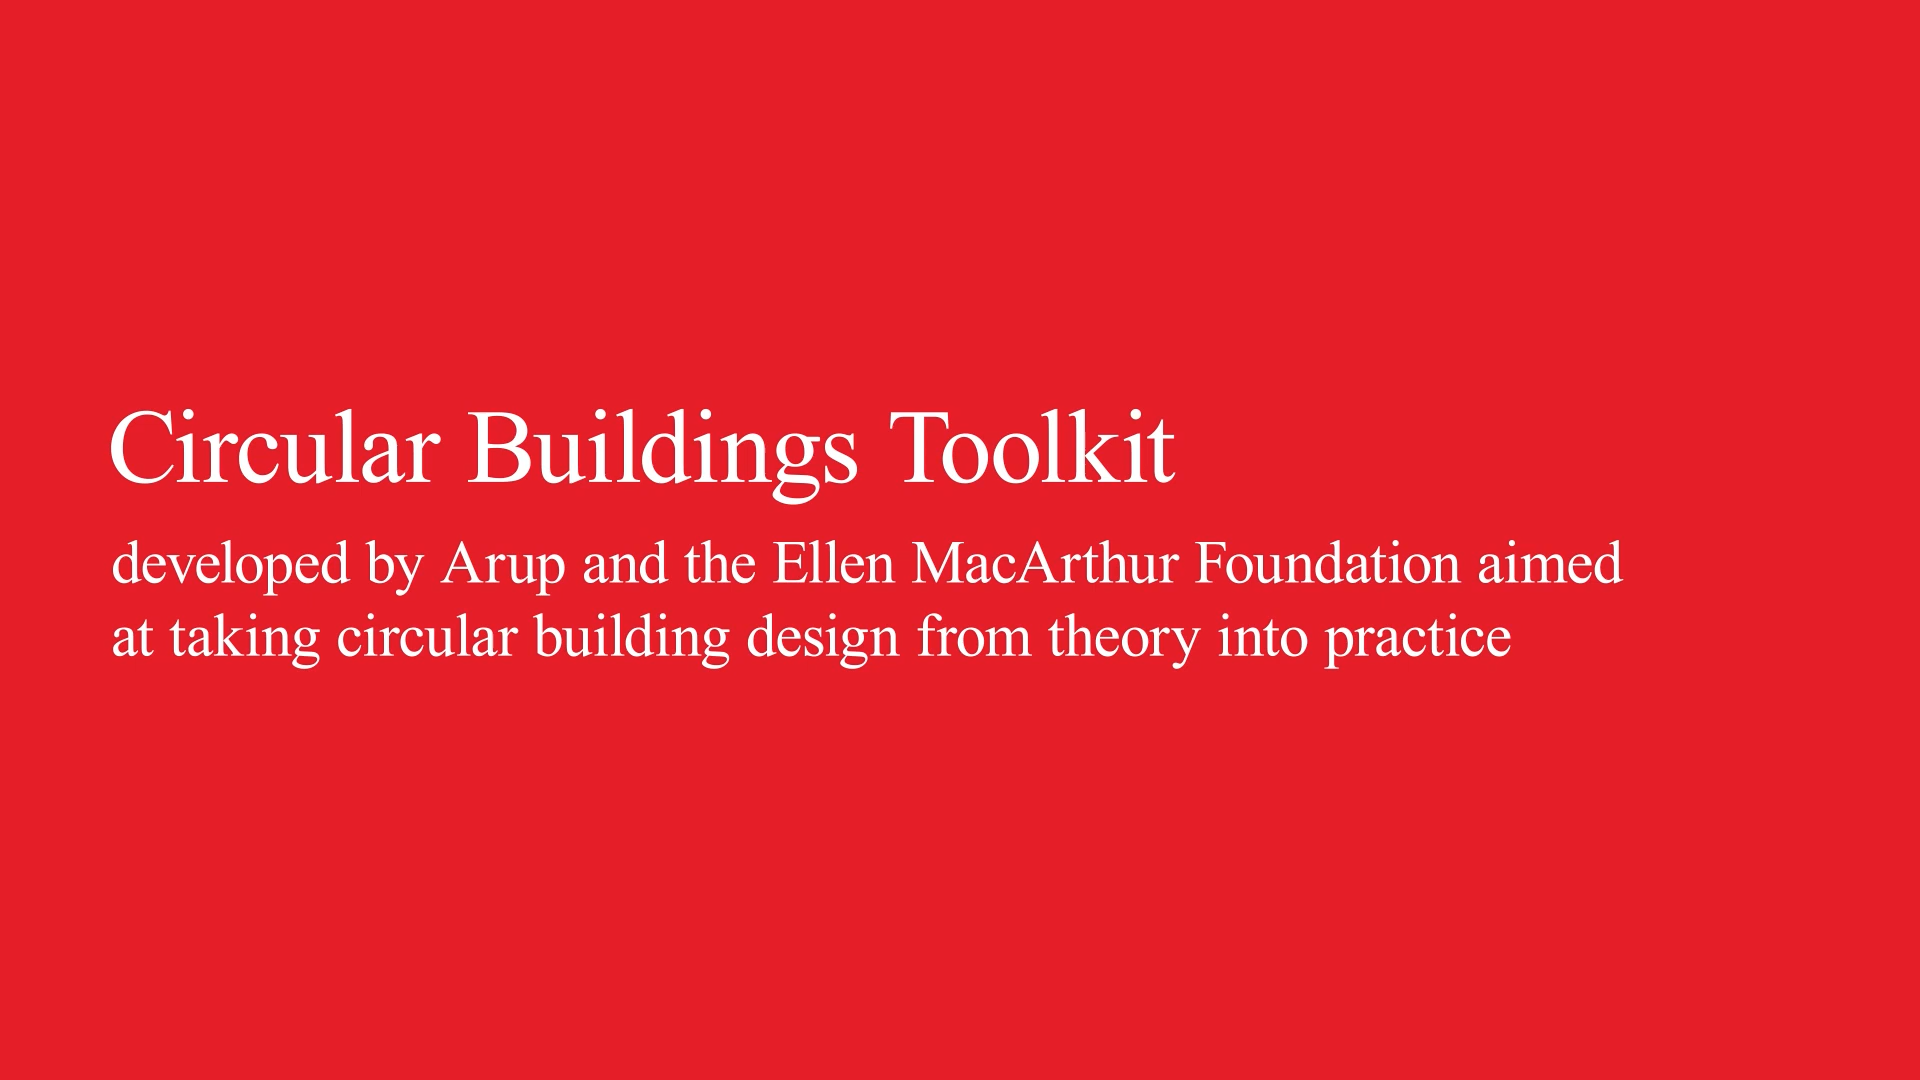 Circular Buildings Toolkit
developed by Arup and the Ellen MacArthur Foundation aimed
at taking circular building design from theory into practice